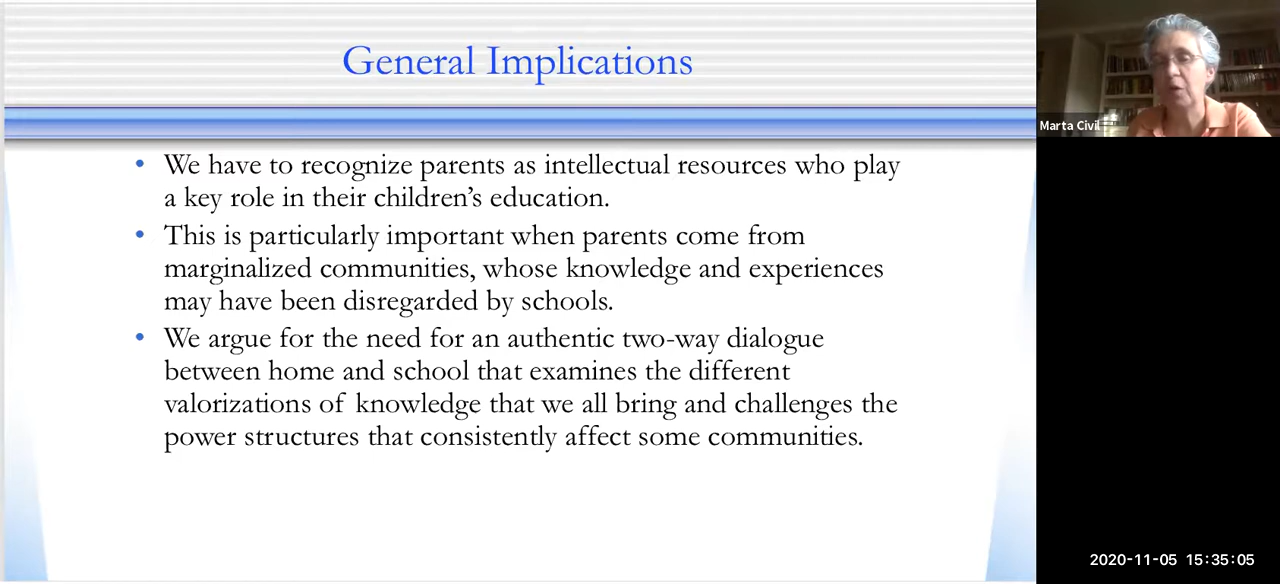 General Implications
• We have to recognize parents as intellectual resources who play
a key role in their children’s education.
• This is particularly important when parents come from
marginalized communities, whose knowledge and experiences
may have been disregarded by schools.
• We argue for the need for an authentic two-way dialogue
between home and school that examines the different
valorizations of knowledge that we all bring and challenges the
power structures that consistently affect some communities.
Marta Civil
2020-11-05 15:35:05